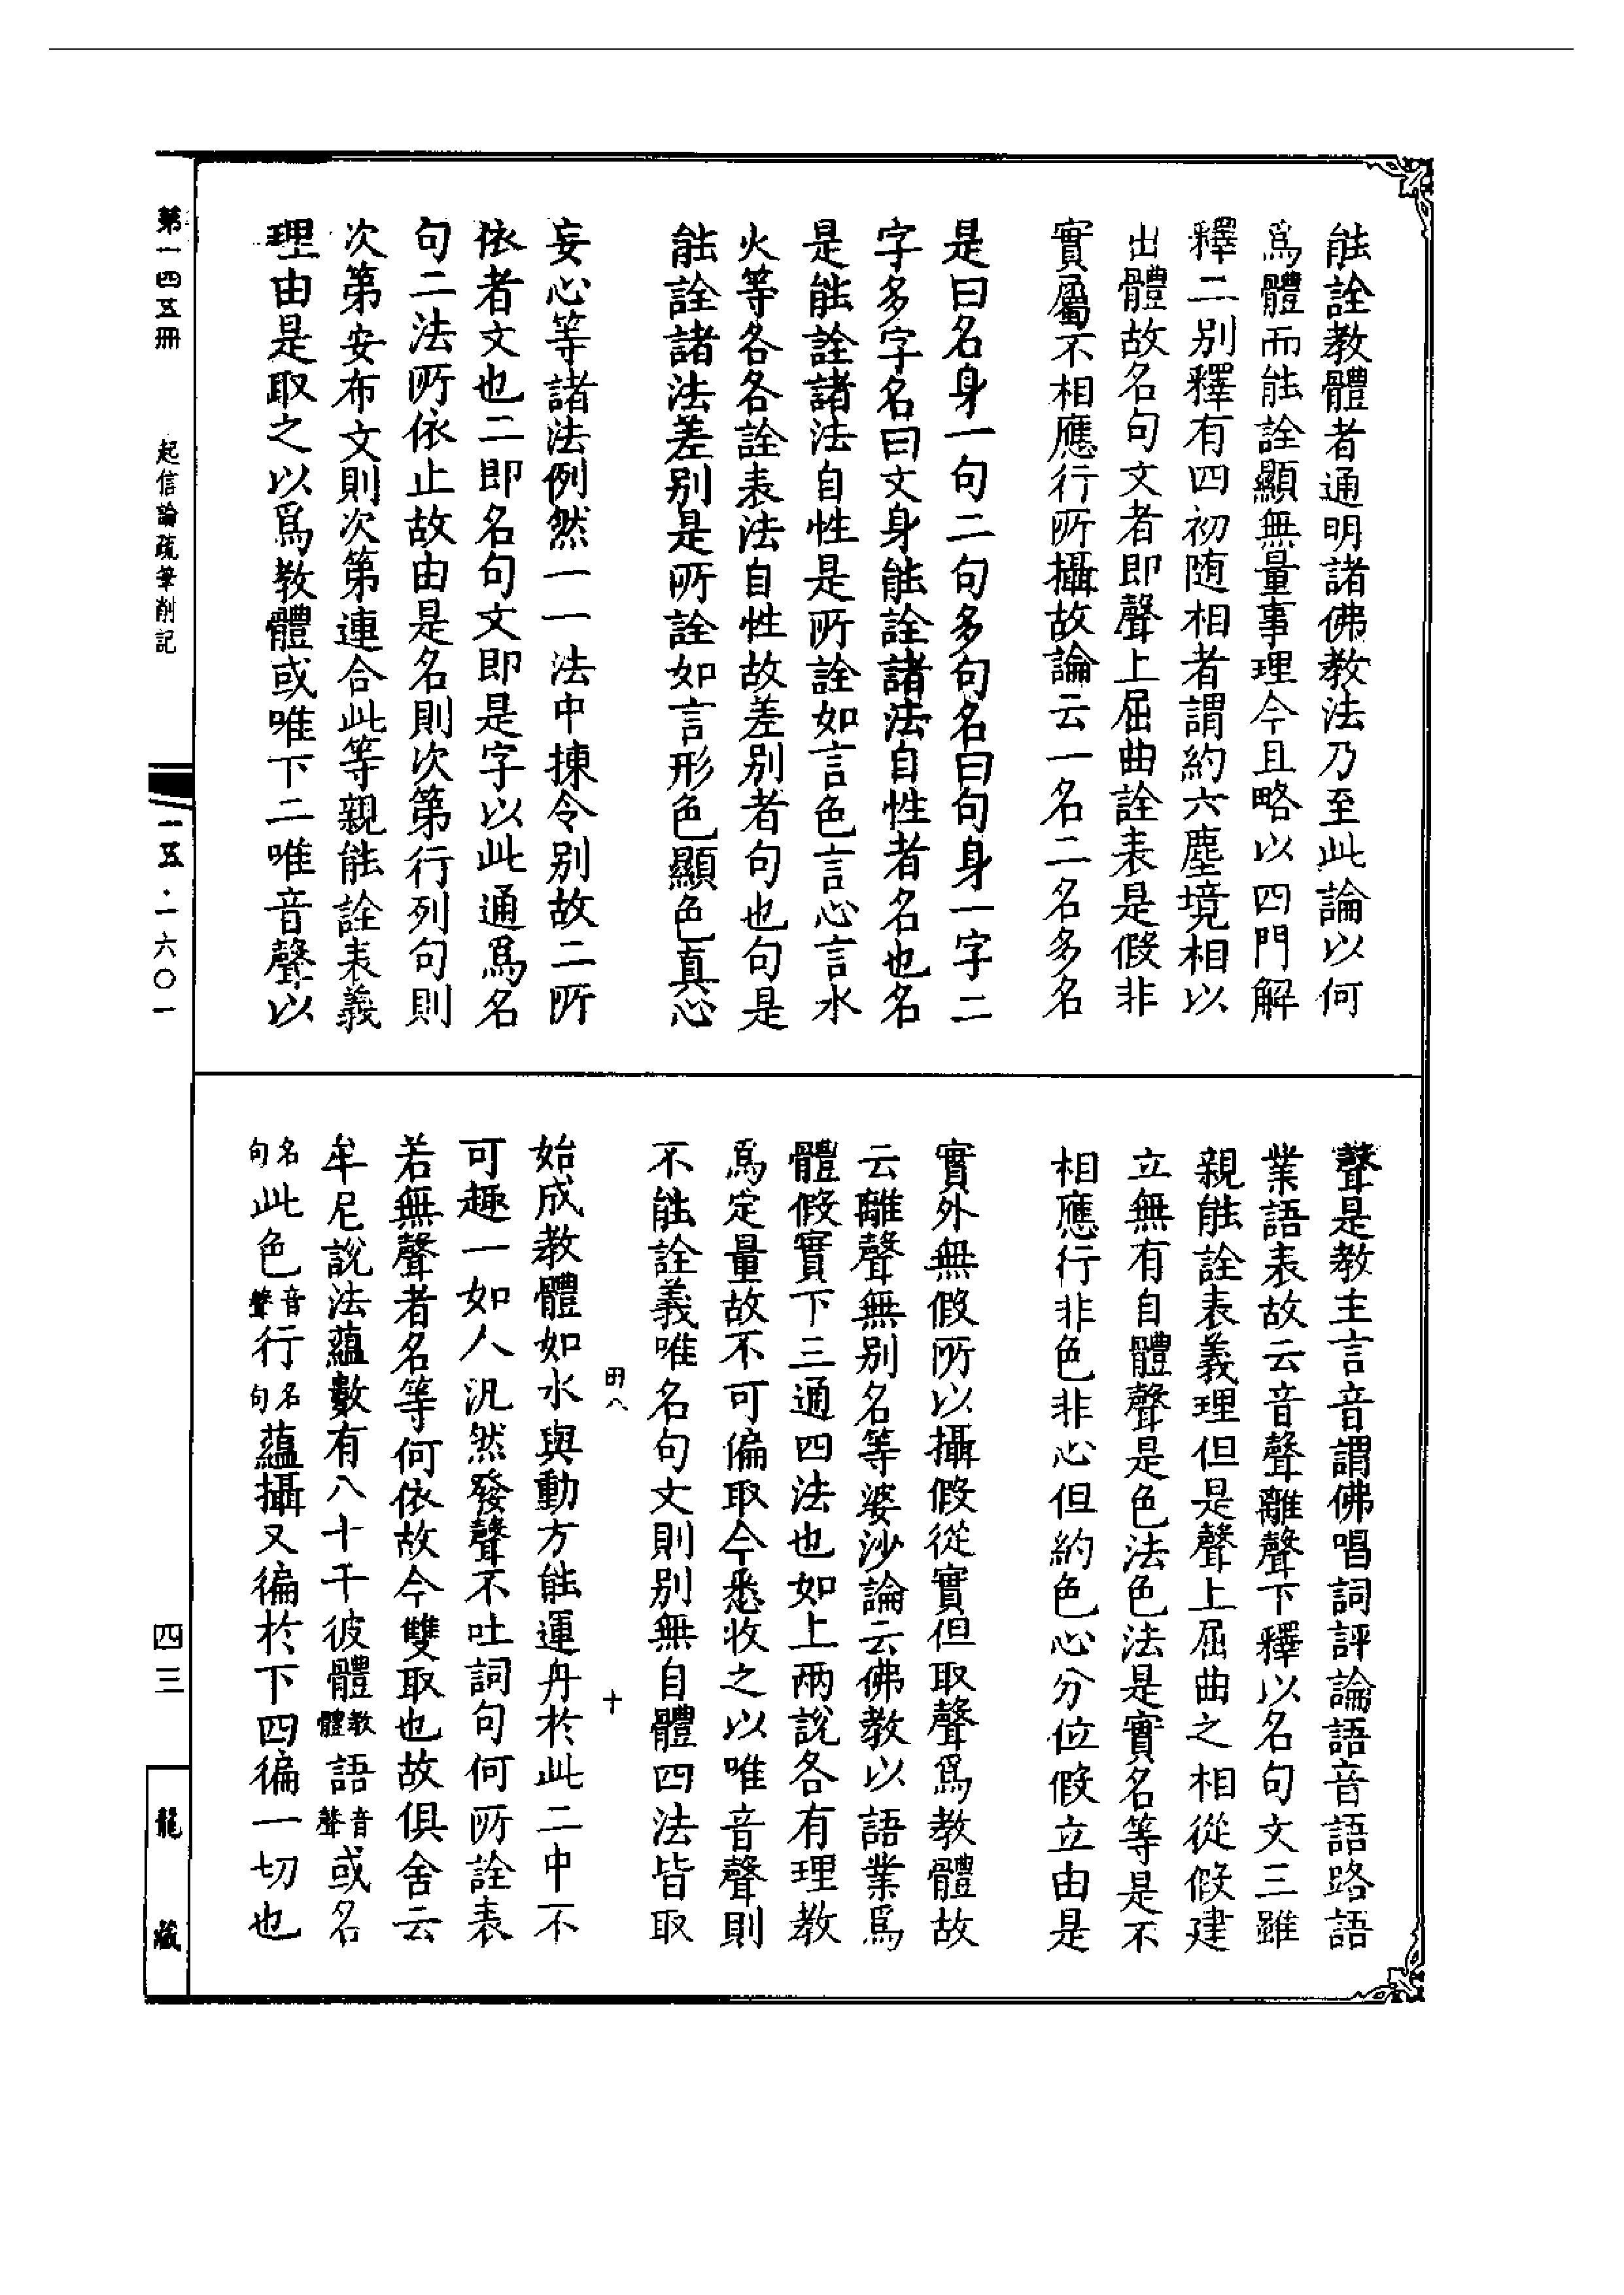 能詮教體者通明諸佛教法乃至此論以何
爲體而能詮顯無量事理今且略以四門解
釋二別釋有四初随相者謂約六塵境相以
出體故名句文者即聲上屈曲詮表是假非
實屬不相應行所攝故論云一名二名多名
是曰名身一句二句多句名曰句身一字二
字多字名曰文身能詮諸法自性者名也名
是能詮諸法自性是所詮如言色言心言水
火等各各詮表法自性故差別者句也句是
能詮諸法差別是所詮如言形色顯色真心
妄心等諸法例然一一法中揀令別故二所
依者文也二即名句文即是字以此通爲名
句二法所依止故由是名則次第行列句則
次第安布文則次第連合此等親能詮表義
理由是取之以爲教體或唯下二唯音聲以
聲是教主言音謂佛唱詞評論語音語路語
業語表故云音聲離聲下釋以名句文三雖
親能詮表義理但是聲上屈曲之相從假建
立無有自體聲是色法色法是實名等是不
相應行非色非心但約色心分位假立由是
實外無假所以攝假從實但取聲爲教體故
云離聲無別名等婆沙論云佛教以語業爲
體假實下三通四法也如上兩說各有理教
爲定量故不可偏取今悉收之以唯音聲則
不能詮義唯名句文則別無自體四法皆取
始成教體如水與動方能運舟於此二中不
可趣一如人汎然發聲不吐詞句何所詮表
若無聲者名等何依故今雙取也故俱舍云
牟尼說法蘊數有八十千彼體教體語音聲或名
名句此色音聲行名句蘊攝又徧於下四徧一切也
第一四五冊
起信論疏筆削記
一五·一六〇一
四三
龍藏
十